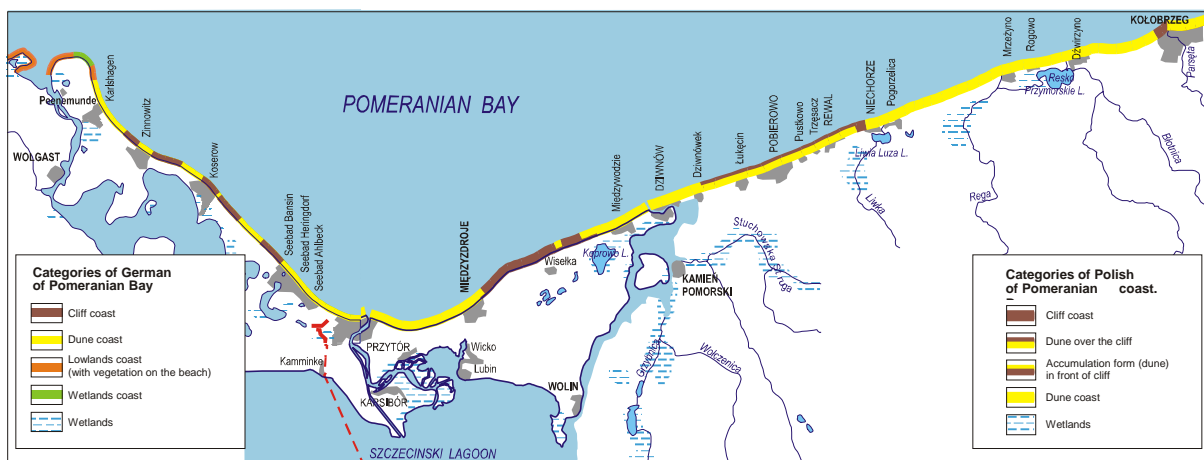 KOŁOBRZEG
Mrzeżyno
Rogowo
Dźwirzyno
Parsęta
Resko
Przymorskie L.
Karlshagen
Peenemunde
Zinnowitz
POMERANIAN BAY
NIECHORZE
Pogorzelica
POBIEROWO
Pustkowo
Trzęsacz
REWAL
Łukęcin
Dziwnówek
DZIWNÓW
Międzywodzie
WOLGAST
Koserow
Liwia Luza L.
Błotnica
Rega
Liwka
Seebad Bansin
Seebad Heringdorf
Seebad Ahlbeck
MIĘDZYZDROJE
Wisełka
Koprowo L.
Stuchowska Struga
KAMIEŃ
POMORSKI
Categories of German
of Pomeranian Bay
Cliff coast
Dune coast
Lowlands coast
(with vegetation on the beach)
Wetlands coast
Wetlands
Kamminke
PRZYTÓR
Wicko
Lubin
KARSIBÓR
WOLIN
Grzybnica
Wołczenica
SZCZECINSKI LAGOON
Categories of Polish
of Pomeranian coast.
Cliff coast
Dune over the cliff
Accumulation form (dune)
in front of cliff
Dune coast
Wetlands